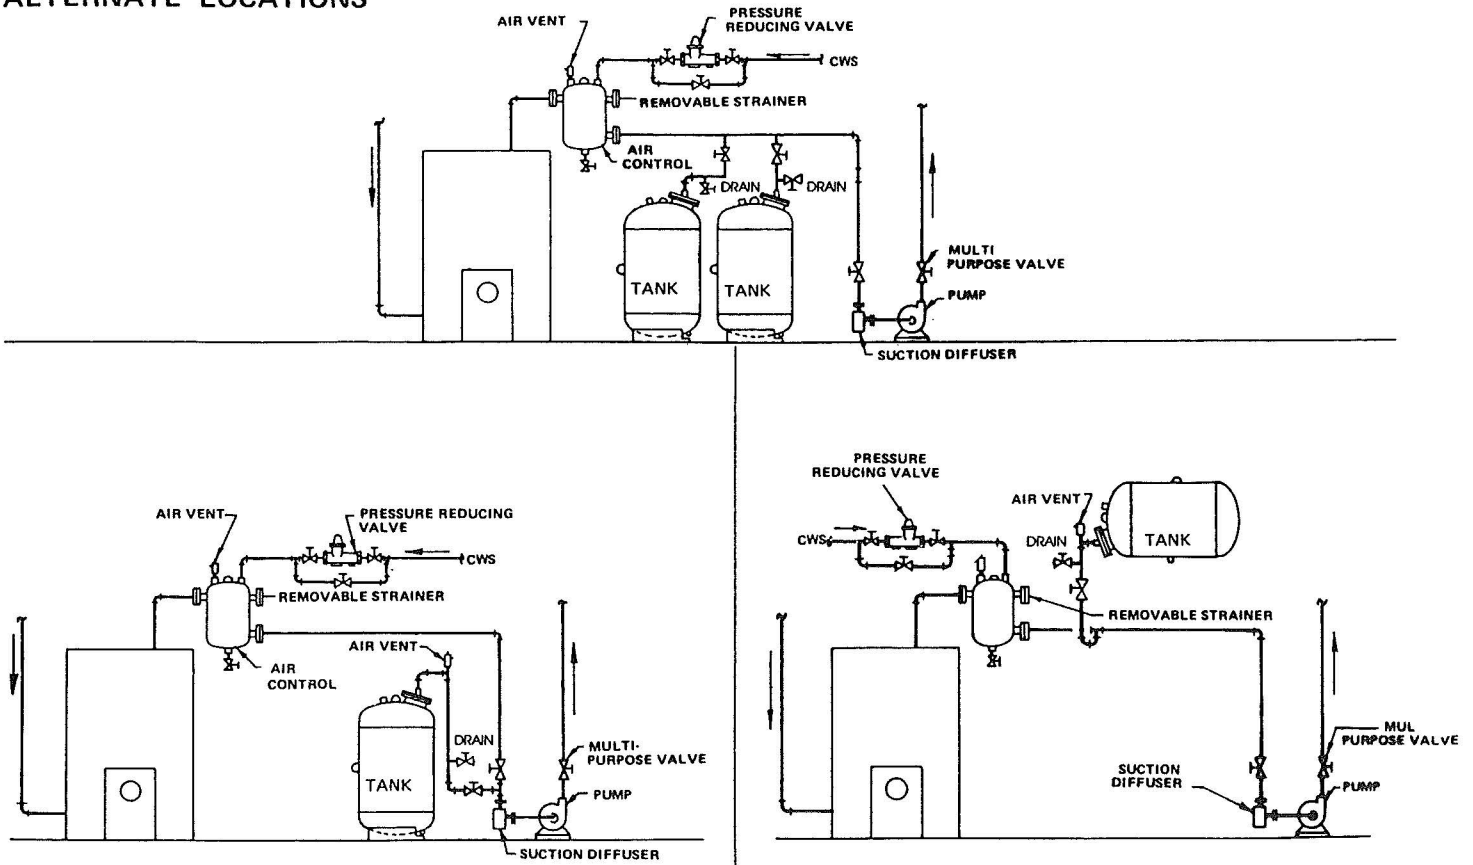 ALTERNATE LOCATIONS
AIR VENT
PRESSURE
REDUCING VALVE
CWS
REMOVABLE STRAINER
AIR
CONTROL
DRAIN
DRAIN
TANK
TANK
MULTI
PURPOSE VALVE
PUMP
SUCTION DIFFUSER
AIR VENT
PRESSURE REDUCING
VALVE
CWS
REMOVABLE STRAINER
AIR
CONTROL
AIR VENT
DRAIN
TANK
MULTI-
PURPOSE VALVE
PUMP
SUCTION DIFFUSER
PRESSURE
REDUCING VALVE
CWS
AIR VENT
DRAIN
TANK
REMOVABLE STRAINER
MUL
PURPOSE VALVE
SUCTION
DIFFUSER
PUMP